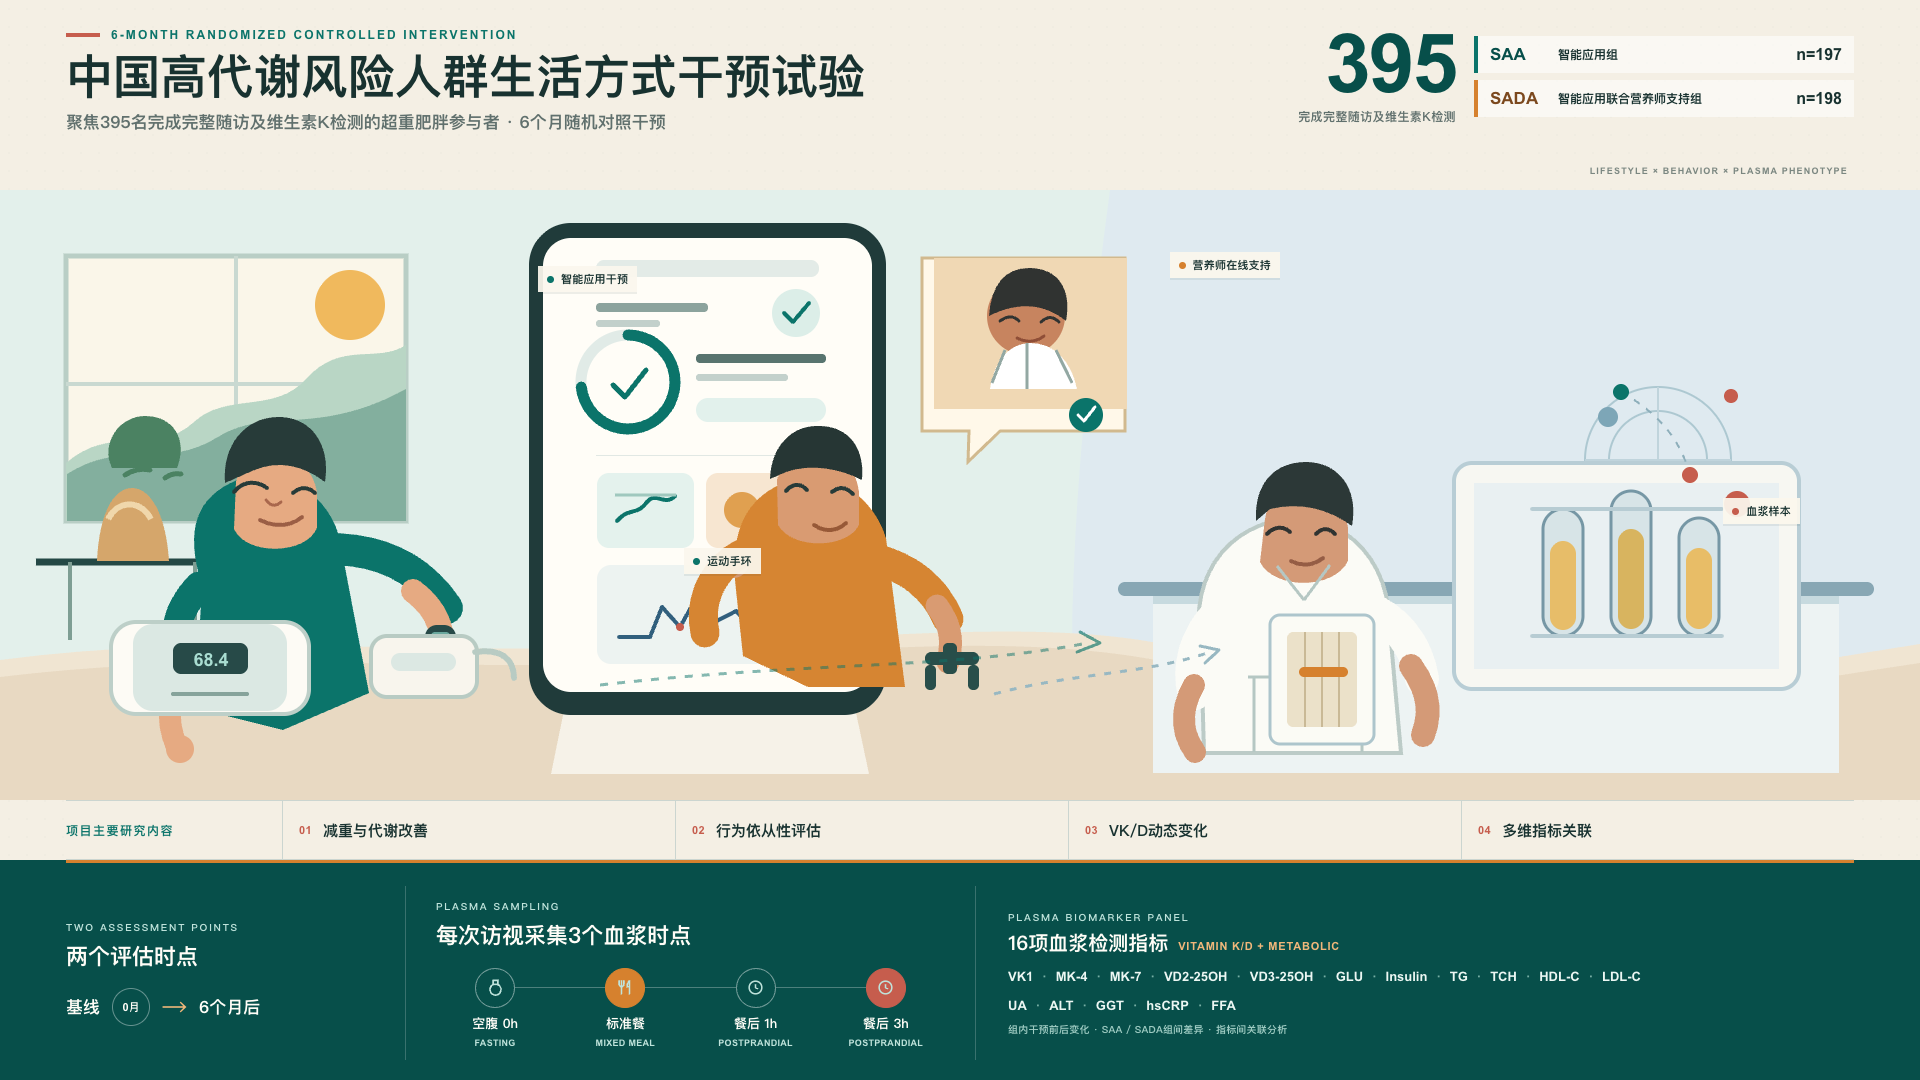 6-MONTH RANDOMIZED CONTROLLED INTERVENTION
中国高代谢风险人群生活方式干预试验
聚焦395名完成完整随访及维生素K检测的超重肥胖参与者 · 6个月随机对照干预
395
完成完整随访及维生素K检测
SAA 智能应用组 n=197
SADA 智能应用联合营养师支持组 n=198
LIFESTYLE × BEHAVIOR × PLASMA PHENOTYPE
智能应用干预
营养师在线支持
血浆样本
运动手环
68.4
项目主要研究内容
01 减重与代谢改善
02 行为依从性评估
03 VK/D动态变化
04 多维指标关联
TWO ASSESSMENT POINTS
两个评估时点
基线 0月 → 6个月后
PLASMA SAMPLING
每次访视采集3个血浆时点
空腹 0h
FASTING
标准餐
MIXED MEAL
餐后 1h
POSTPRANDIAL
餐后 3h
POSTPRANDIAL
PLASMA BIOMARKER PANEL
16项血浆检测指标 VITAMIN K/D + METABOLIC
VK1 · MK-4 · MK-7 · VD2-25OH · VD3-25OH · GLU · Insulin · TG · TCH · HDL-C · LDL-C
UA · ALT · GGT · hsCRP · FFA
组内干预前后变化 · SAA / SADA组间差异 · 指标间关联分析